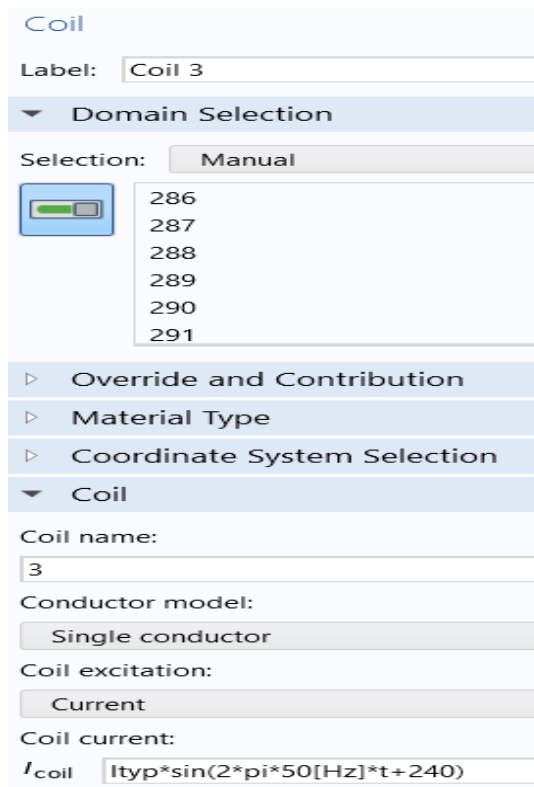 Coil
Label: Coil 3
Domain Selection
Selection: Manual
286
287
288
289
290
291
Override and Contribution
Material Type
Coordinate System Selection
Coil
Coil name:
3
Conductor model:
Single conductor
Coil excitation:
Current
Coil current:
Icoil Ityp*sin(2*pi*50[Hz]*t+240)